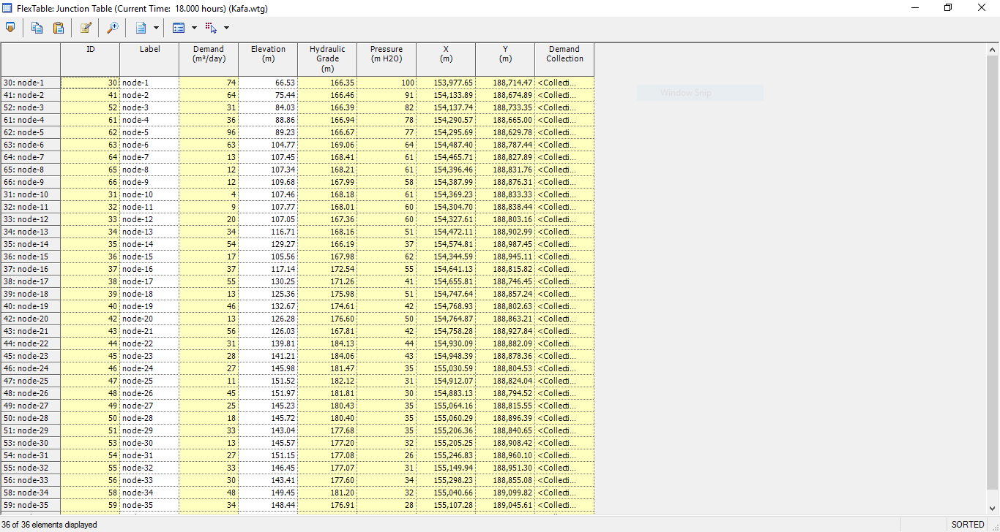 FlexTable: Junction Table (Current Time: 18.000 hours) (Kafa.wtg)
ID Label Demand (m³/day) Elevation (m) Hydraulic Grade (m) Pressure (m H2O) X (m) Y (m) Demand Collection
30: node-1 30 node-1 74 66.53 166.35 100 153,977.65 188,714.47 <Collecti...
41: node-2 41 node-2 64 75.44 166.46 91 154,133.89 188,674.89 <Collecti...
52: node-3 52 node-3 31 84.03 166.39 82 154,137.74 188,733.35 <Collecti...
61: node-4 61 node-4 36 88.86 166.94 78 154,290.57 188,665.00 <Collecti...
62: node-5 62 node-5 96 89.23 166.67 77 154,295.69 188,629.78 <Collecti...
63: node-6 63 node-6 63 104.77 169.06 64 154,487.40 188,787.44 <Collecti...
64: node-7 64 node-7 13 107.45 168.41 61 154,465.71 188,827.89 <Collecti...
65: node-8 65 node-8 12 107.34 168.21 61 154,396.46 188,831.76 <Collecti...
66: node-9 66 node-9 12 109.68 167.99 58 154,387.99 188,876.31 <Collecti...
31: node-10 31 node-10 4 107.46 168.18 61 154,369.23 188,833.33 <Collecti...
32: node-11 32 node-11 9 107.77 168.01 60 154,304.70 188,838.44 <Collecti...
33: node-12 33 node-12 20 107.05 167.36 60 154,327.61 188,803.16 <Collecti...
34: node-13 34 node-13 34 116.71 168.16 51 154,472.11 188,902.99 <Collecti...
35: node-14 35 node-14 54 129.27 166.19 37 154,574.81 188,987.45 <Collecti...
36: node-15 36 node-15 17 105.56 167.98 62 154,344.59 188,945.11 <Collecti...
37: node-16 37 node-16 37 117.14 172.54 55 154,641.13 188,815.82 <Collecti...
38: node-17 38 node-17 55 130.25 171.26 41 154,655.81 188,746.45 <Collecti...
39: node-18 39 node-18 13 125.36 175.98 51 154,747.64 188,857.24 <Collecti...
40: node-19 40 node-19 46 132.67 174.61 42 154,768.93 188,802.63 <Collecti...
42: node-20 42 node-20 13 126.28 176.60 50 154,764.87 188,863.21 <Collecti...
43: node-21 43 node-21 56 126.03 167.81 42 154,758.28 188,927.84 <Collecti...
44: node-22 44 node-22 31 139.81 184.13 44 154,930.09 188,882.09 <Collecti...
45: node-23 45 node-23 28 141.21 184.06 43 154,948.39 188,878.36 <Collecti...
46: node-24 46 node-24 27 145.98 181.47 35 155,030.59 188,804.53 <Collecti...
47: node-25 47 node-25 11 151.52 182.12 31 154,912.07 188,824.04 <Collecti...
48: node-26 48 node-26 45 151.97 181.81 30 154,883.13 188,794.52 <Collecti...
49: node-27 49 node-27 25 145.23 180.43 35 155,064.16 188,815.55 <Collecti...
50: node-28 50 node-28 18 145.72 180.40 35 155,060.29 188,896.39 <Collecti...
51: node-29 51 node-29 33 143.04 177.68 35 155,206.36 188,840.65 <Collecti...
53: node-30 53 node-30 13 145.57 177.20 32 155,205.25 188,908.42 <Collecti...
54: node-31 54 node-31 27 151.15 177.08 26 155,246.83 188,960.10 <Collecti...
55: node-32 55 node-32 33 146.45 177.07 31 155,149.94 188,951.30 <Collecti...
56: node-33 56 node-33 30 143.41 177.60 34 155,298.23 188,855.08 <Collecti...
58: node-34 58 node-34 48 149.45 181.20 32 155,040.66 189,099.82 <Collecti...
59: node-35 59 node-35 34 148.44 176.91 28 155,107.28 189,045.61 <Collecti...
Window Snip
36 of 36 elements displayed SORTED